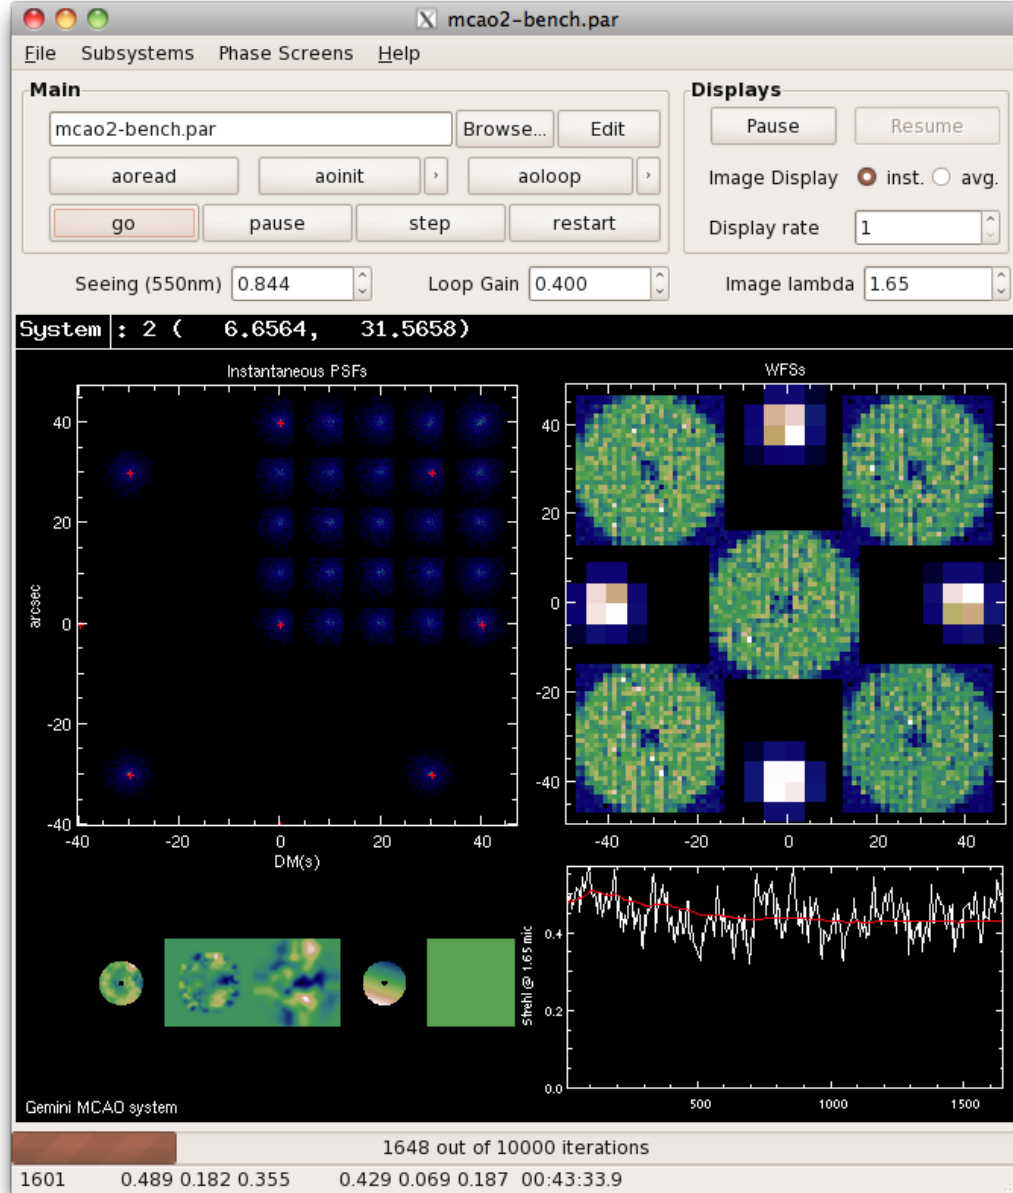 X mcao2-bench.par
File Subsystems Phase Screens Help
Main
mcao2-bench.par Browse... Edit
aoread aoinit › aoloop ›
go pause step restart
Displays
Pause Resume
Image Display inst. avg.
Display rate 1
Seeing (550nm) 0.844 Loop Gain 0.400 Image lambda 1.65
System : 2 ( 6.6564, 31.5658)
Instantaneous PSFs
40
20
0
-20
-40
arcsec
-40 -20 0 20 40
DM(s)
WFSs
40
20
0
-20
-40
-40 -20 0 20 40
Strehl @ 1.65 mic
0.4
0.2
0.0
500 1000 1500
Gemini MCAO system
1648 out of 10000 iterations
1601 0.489 0.182 0.355 0.429 0.069 0.187 00:43:33.9